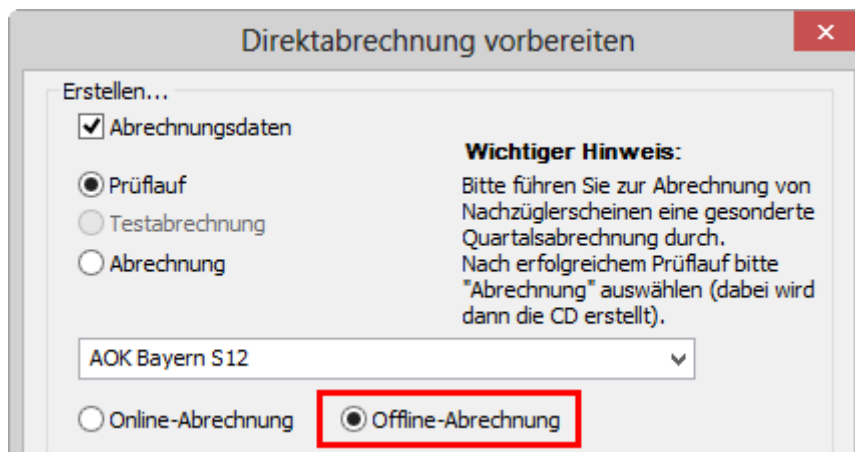 Direktabrechnung vorbereiten
Erstellen...
Abrechnungsdaten
Prüflauf
Testabrechnung
Abrechnung
Wichtiger Hinweis:
Bitte führen Sie zur Abrechnung von
Nachzüglerscheinen eine gesonderte
Quartalsabrechnung durch.
Nach erfolgreichem Prüflauf bitte
"Abrechnung" auswählen (dabei wird
dann die CD erstellt).
AOK Bayern S12
Online-Abrechnung
Offline-Abrechnung